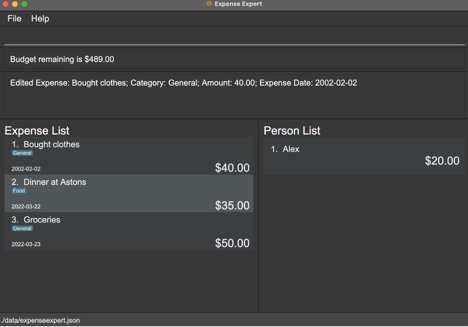 Expense Expert
File Help
Budget remaining is $489.00
Edited Expense: Bought clothes; Category: General; Amount: 40.00; Expense Date: 2002-02-02
Expense List
1. Bought clothes
General
2002-02-02 $40.00
2. Dinner at Astons
Food
2022-03-22 $35.00
3. Groceries
General
2022-03-23 $50.00
Person List
1. Alex
$20.00
./data/expenseexpert.json